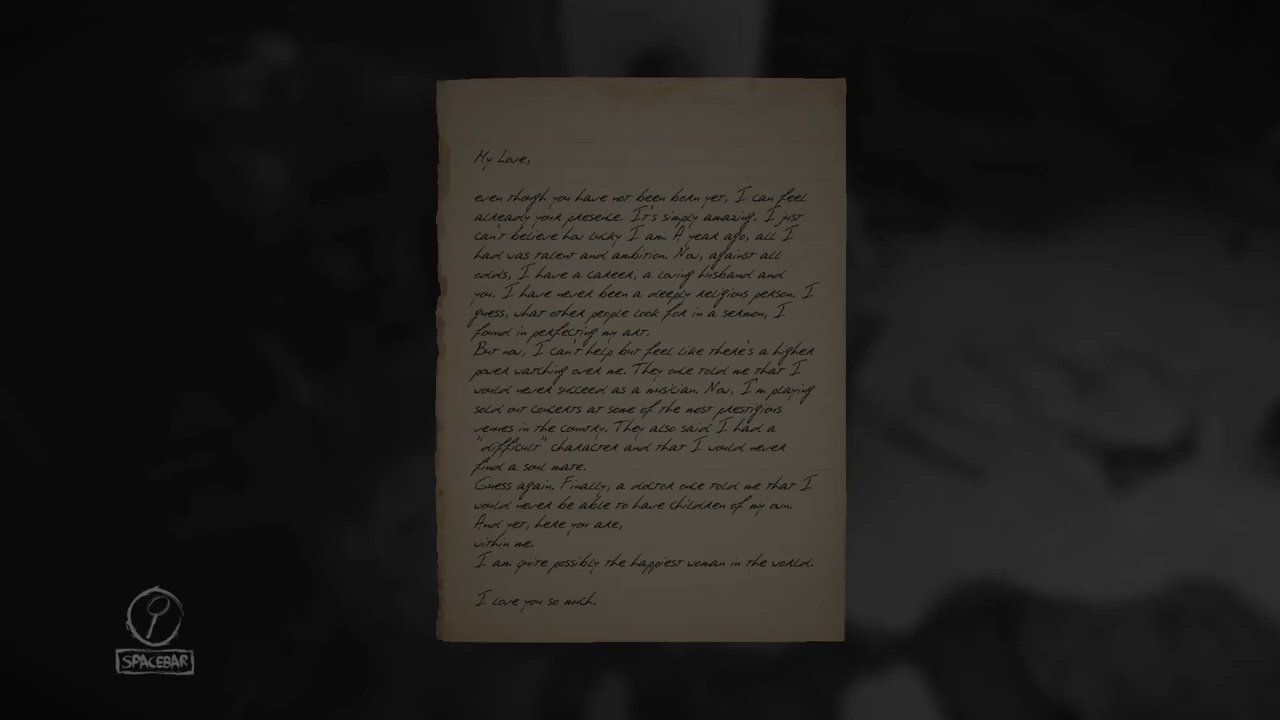 My Love,
even though you have not been born yet, I can feel
already your presence. It's simply amazing. I just
can't believe how lucky I am. A year ago, all I
had was talent and ambition. Now, against all
odds, I have a career, a loving husband and
you. I have never been a deeply religious person. I
guess, what other people look for in a sermon, I
found in perfecting my art.
But now, I can't help but feel like there's a higher
power watching over me. They once told me that I
would never succeed as a musician. Now, I'm playing
sold out concerts at some of the most prestigious
venues in the country. They also said I had a
"difficult" character and that I would never
find a soul mate.
Guess again. Finally, a doctor once told me that I
would never be able to have children of my own.
And yet, here you are,
within me.
I am quite possibly the happiest woman in the world.
I love you so much.
SPACEBAR